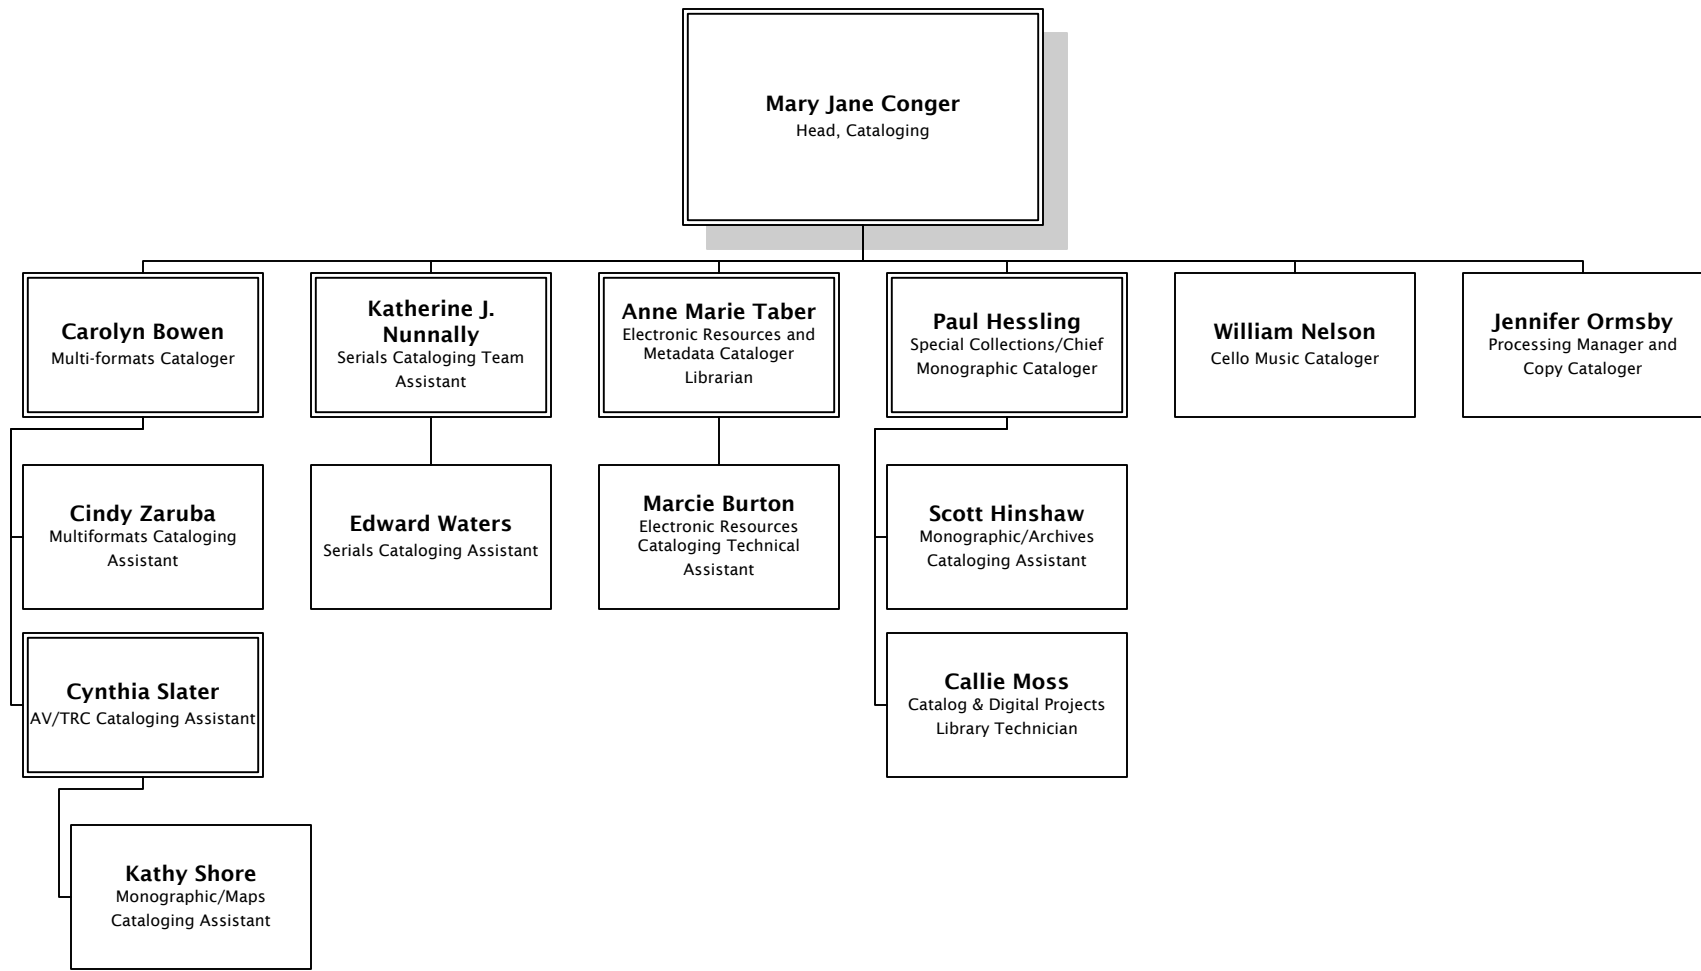 Mary Jane Conger
Head, Cataloging
Carolyn Bowen
Multi-formats Cataloger
Katherine J.
Nunnally
Serials Cataloging Team
Assistant
Anne Marie Taber
Electronic Resources and
Metadata Cataloger
Librarian
Paul Hessling
Special Collections/Chief
Monographic Cataloger
William Nelson
Cello Music Cataloger
Jennifer Ormsby
Processing Manager and
Copy Cataloger
Cindy Zaruba
Multiformats Cataloging
Assistant
Edward Waters
Serials Cataloging Assistant
Marcie Burton
Electronic Resources
Cataloging Technical
Assistant
Scott Hinshaw
Monographic/Archives
Cataloging Assistant
Cynthia Slater
AV/TRC Cataloging Assistant
Callie Moss
Catalog & Digital Projects
Library Technician
Kathy Shore
Monographic/Maps
Cataloging Assistant